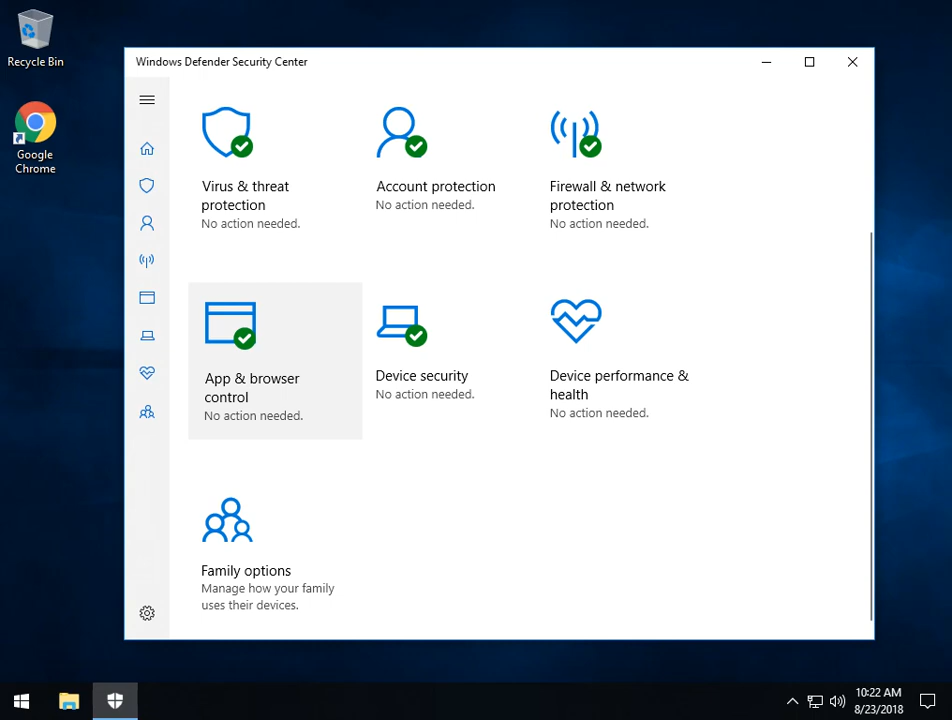 Recycle Bin
Google
Chrome
Windows Defender Security Center
Virus & threat
protection
No action needed.
Account protection
No action needed.
Firewall & network
protection
No action needed.
App & browser
control
No action needed.
Device security
No action needed.
Device performance &
health
No action needed.
Family options
Manage how your family
uses their devices.
10:22 AM
8/23/2018